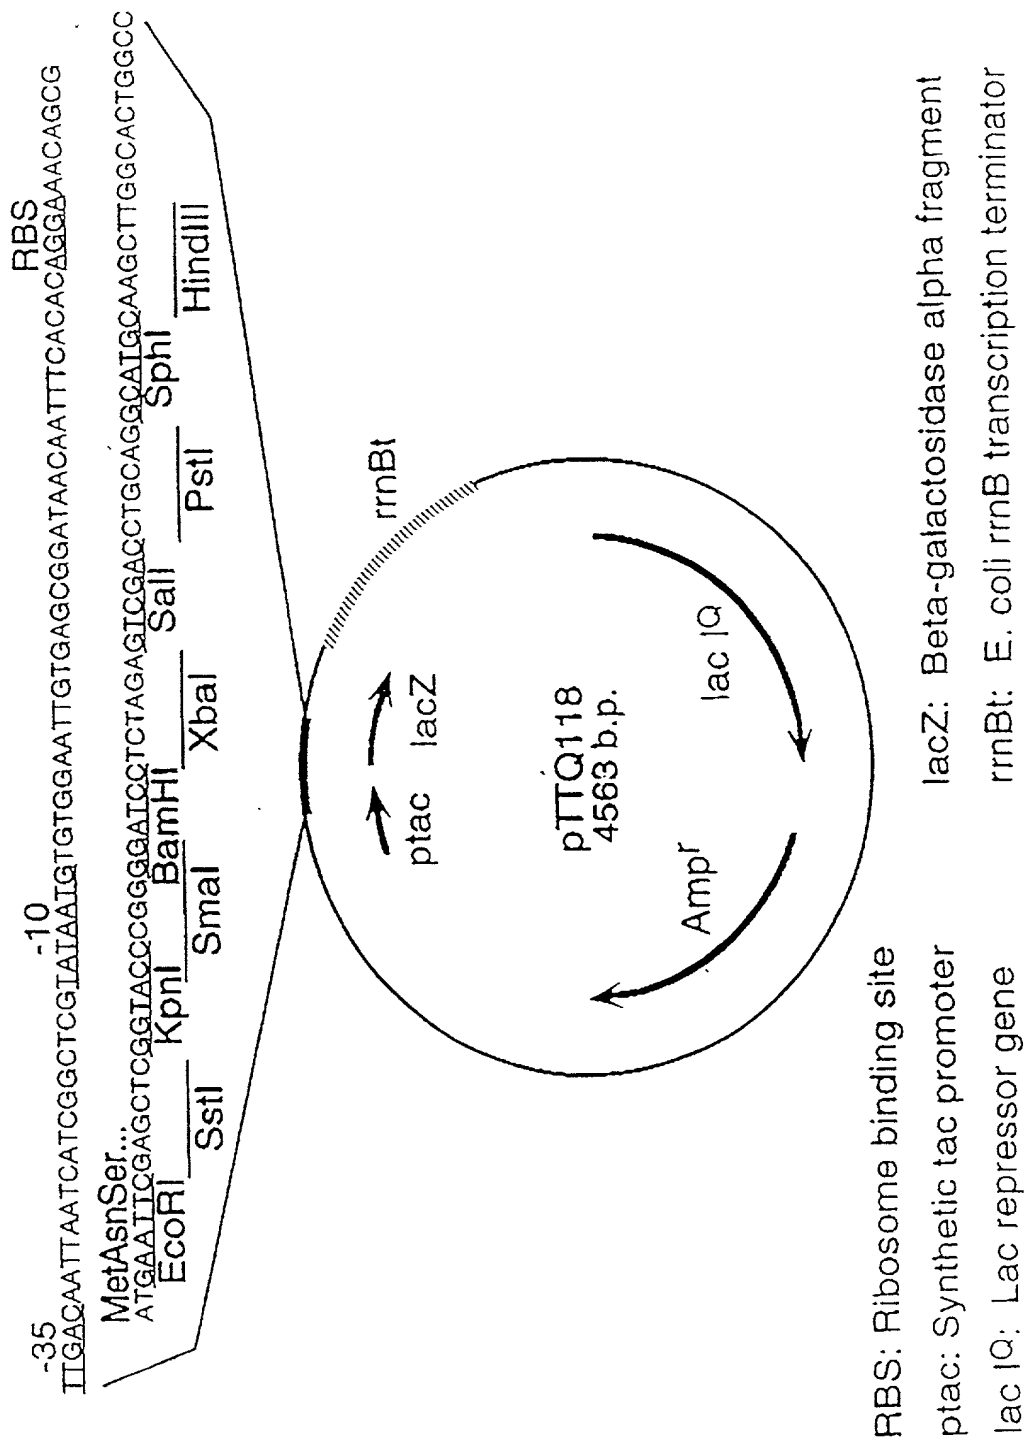 -35 -10 RBS
TTGACAATTAATCATCGGCTCGTATAATGTGTGGAATTGTGAGCGGATAACAATTTCACACAGGAAACAGCG
MetAsnSer...
ATGAATTCGAGCTCGGTACCCGGGGATCCTCTAGAGTCGACCTGCAGGCATGCAAGCTTGGCACTGGCC
EcoRI KpnI BamHI SalI SphI
SstI SmaI XbaI PstI HindIII
rrnBt
ptac lacZ
pTTQ118
4563 b.p.
Ampr lac IQ
RBS: Ribosome binding site
ptac: Synthetic tac promoter
lac IQ: Lac repressor gene
lacZ: Beta-galactosidase alpha fragment
rrnBt: E. coli rrnB transcription terminator